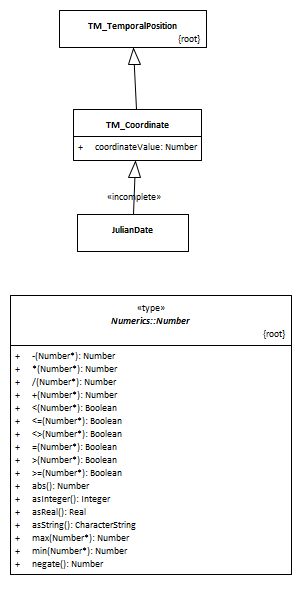 TM_TemporalPosition
{root}
TM_Coordinate
+ coordinateValue: Number
«incomplete»
JulianDate
«type»
Numerics::Number
{root}
+ -(Number*): Number
+ *(Number*): Number
+ /(Number*): Number
+ +(Number*): Number
+ <(Number*): Boolean
+ <=(Number*): Boolean
+ <>(Number*): Boolean
+ =(Number*): Boolean
+ >(Number*): Boolean
+ >=(Number*): Boolean
+ abs(): Number
+ asInteger(): Integer
+ asReal(): Real
+ asString(): CharacterString
+ max(Number*): Number
+ min(Number*): Number
+ negate(): Number